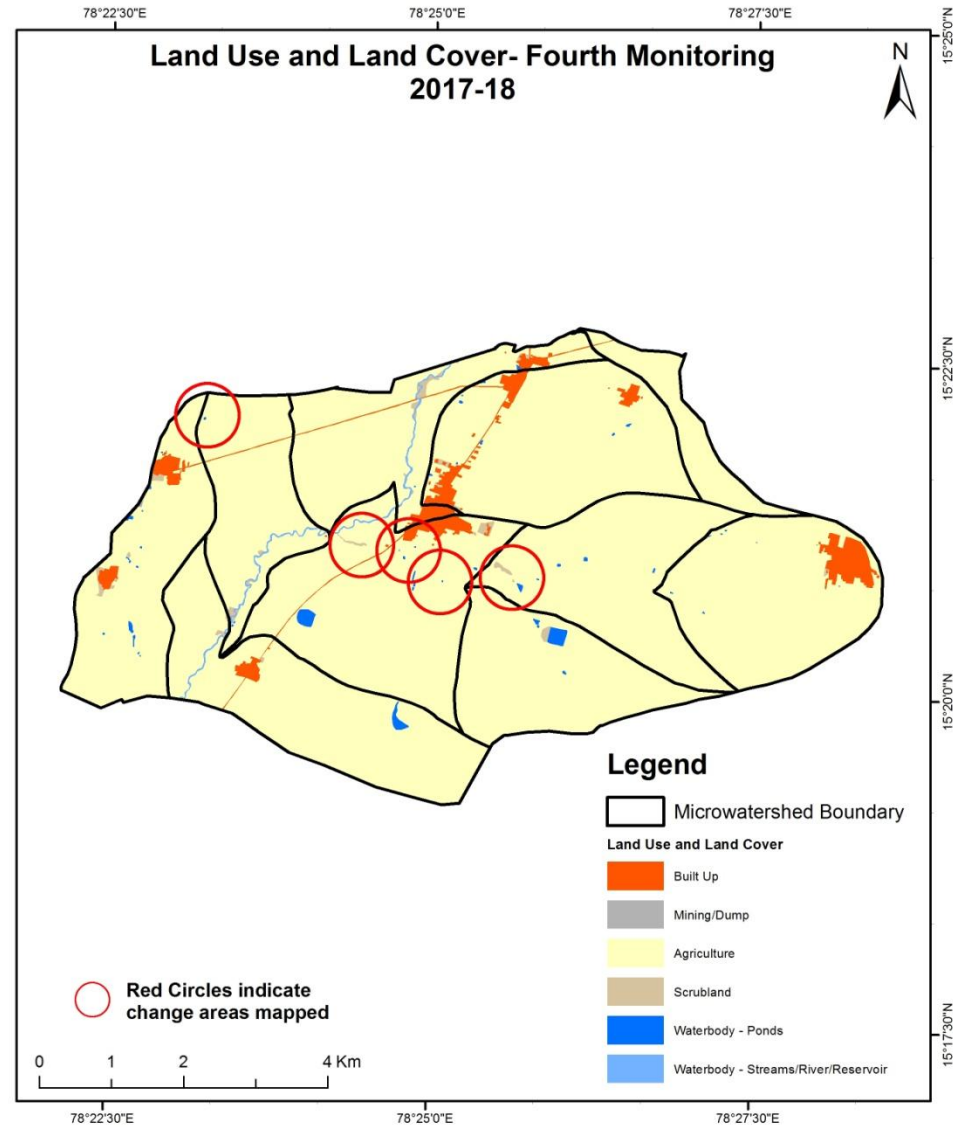 78°22'30"E 78°25'0"E 78°27'30"E
Land Use and Land Cover- Fourth Monitoring
2017-18
N
15°25'0"N
15°22'30"N
15°20'0"N
15°17'30"N
Legend
Microwatershed Boundary
Land Use and Land Cover
Built Up
Mining/Dump
Agriculture
Scrubland
Waterbody - Ponds
Waterbody - Streams/River/Reservoir
Red Circles indicate
change areas mapped
0 1 2 4 Km
78°22'30"E 78°25'0"E 78°27'30"E